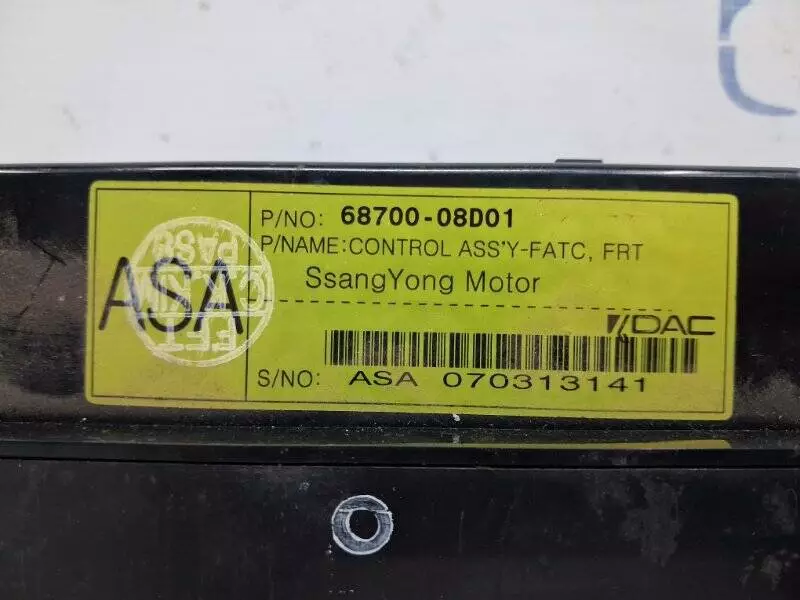 P/NO: 68700-08D01
P/NAME:CONTROL ASS'Y-FATC, FRT
ASA
SsangYong Motor
DAC
S/NO: ASA 070313141